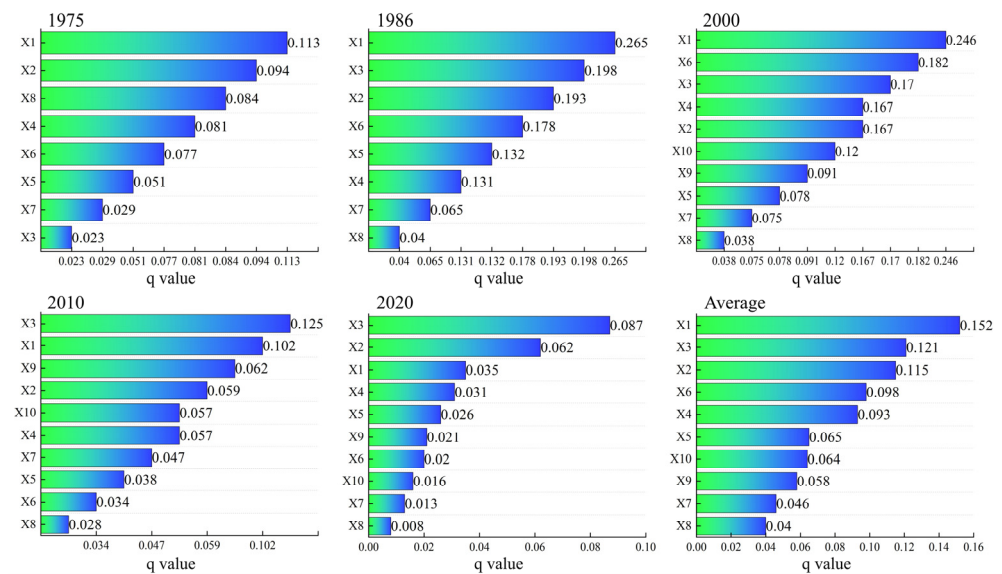 1975
X1 0.113
X2 0.094
X8 0.084
X4 0.081
X6 0.077
X5 0.051
X7 0.029
X3 0.023
0.023 0.029 0.051 0.077 0.081 0.084 0.094 0.113
q value
1986
X1 0.265
X3 0.198
X2 0.193
X6 0.178
X5 0.132
X4 0.131
X7 0.065
X8 0.04
0.04 0.065 0.131 0.132 0.178 0.193 0.198 0.265
q value
2000
X1 0.246
X6 0.182
X3 0.17
X4 0.167
X2 0.167
X10 0.12
X9 0.091
X5 0.078
X7 0.075
X8 0.038
0.038 0.075 0.078 0.091 0.12 0.167 0.17 0.182 0.246
q value
2010
X3 0.125
X1 0.102
X9 0.062
X2 0.059
X10 0.057
X4 0.057
X7 0.047
X5 0.038
X6 0.034
X8 0.028
0.034 0.047 0.059 0.102
q value
2020
X3 0.087
X2 0.062
X1 0.035
X4 0.031
X5 0.026
X9 0.021
X6 0.02
X10 0.016
X7 0.013
X8 0.008
0.00 0.02 0.04 0.06 0.08 0.10
q value
Average
X1 0.152
X3 0.121
X2 0.115
X6 0.098
X4 0.093
X5 0.065
X10 0.064
X9 0.058
X7 0.046
X8 0.04
0.00 0.02 0.04 0.06 0.08 0.10 0.12 0.14 0.16
q value